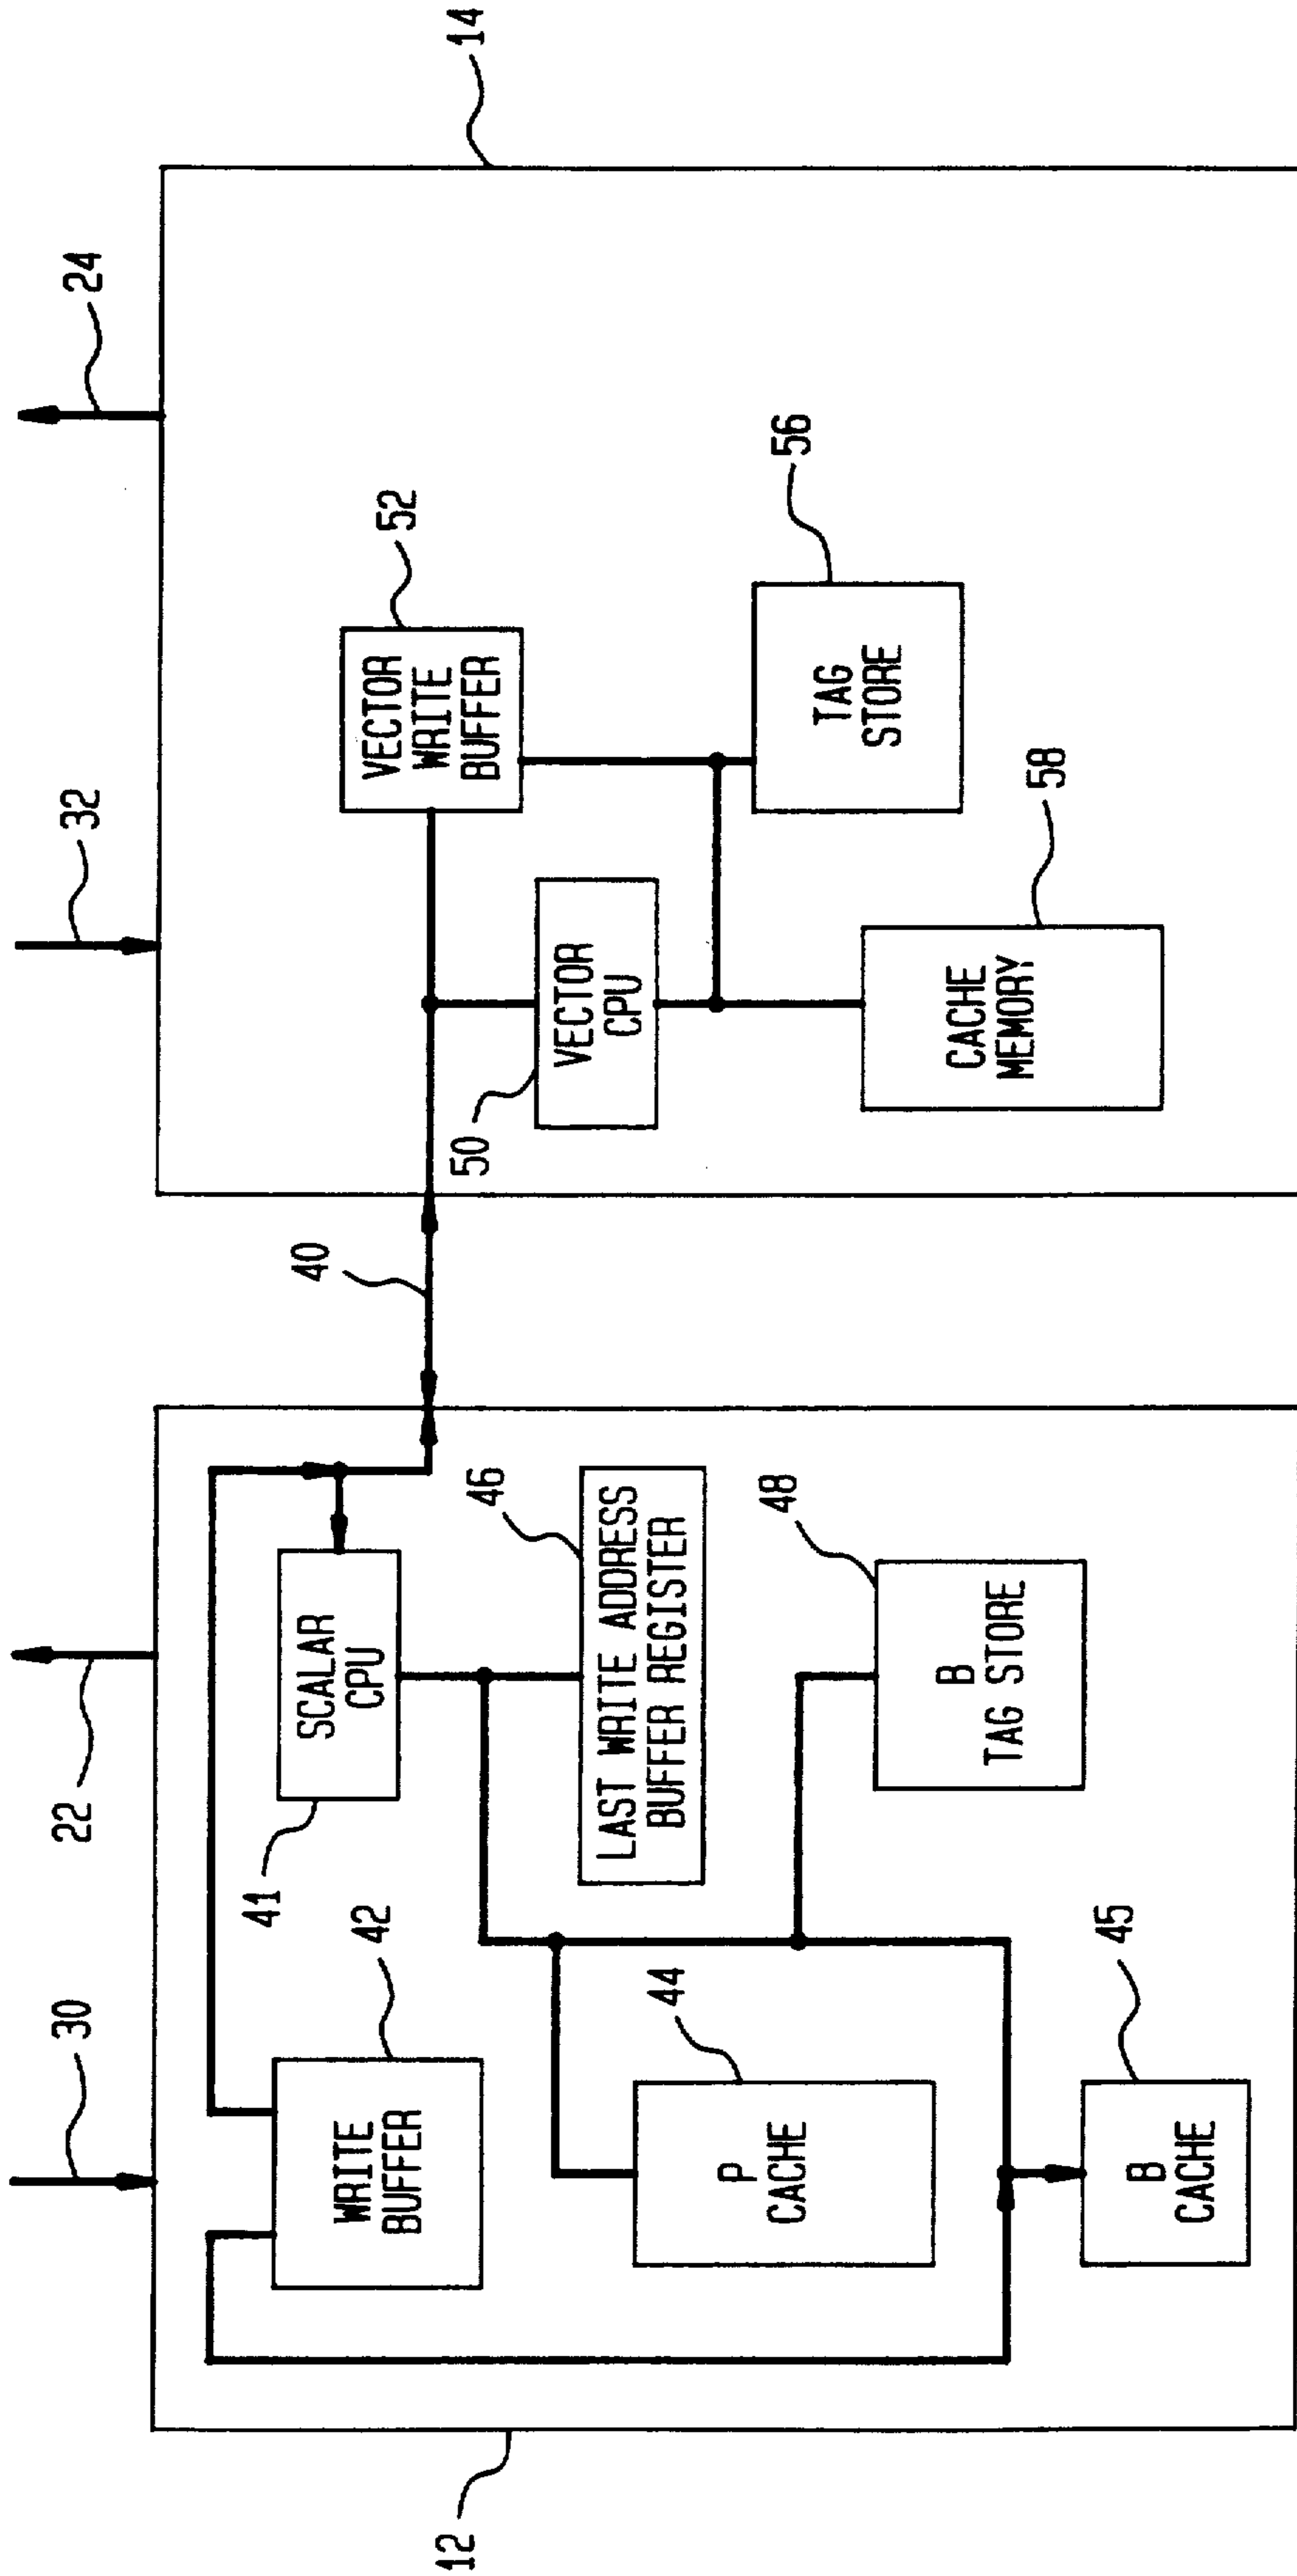 30
22
32
24
14
12
40
WRITE
BUFFER
42
SCALAR
CPU
41
LAST WRITE ADDRESS
BUFFER REGISTER
46
P
CACHE
44
B
TAG STORE
48
B
CACHE
45
VECTOR
WRITE
BUFFER
52
VECTOR
CPU
50
TAG
STORE
56
CACHE
MEMORY
58